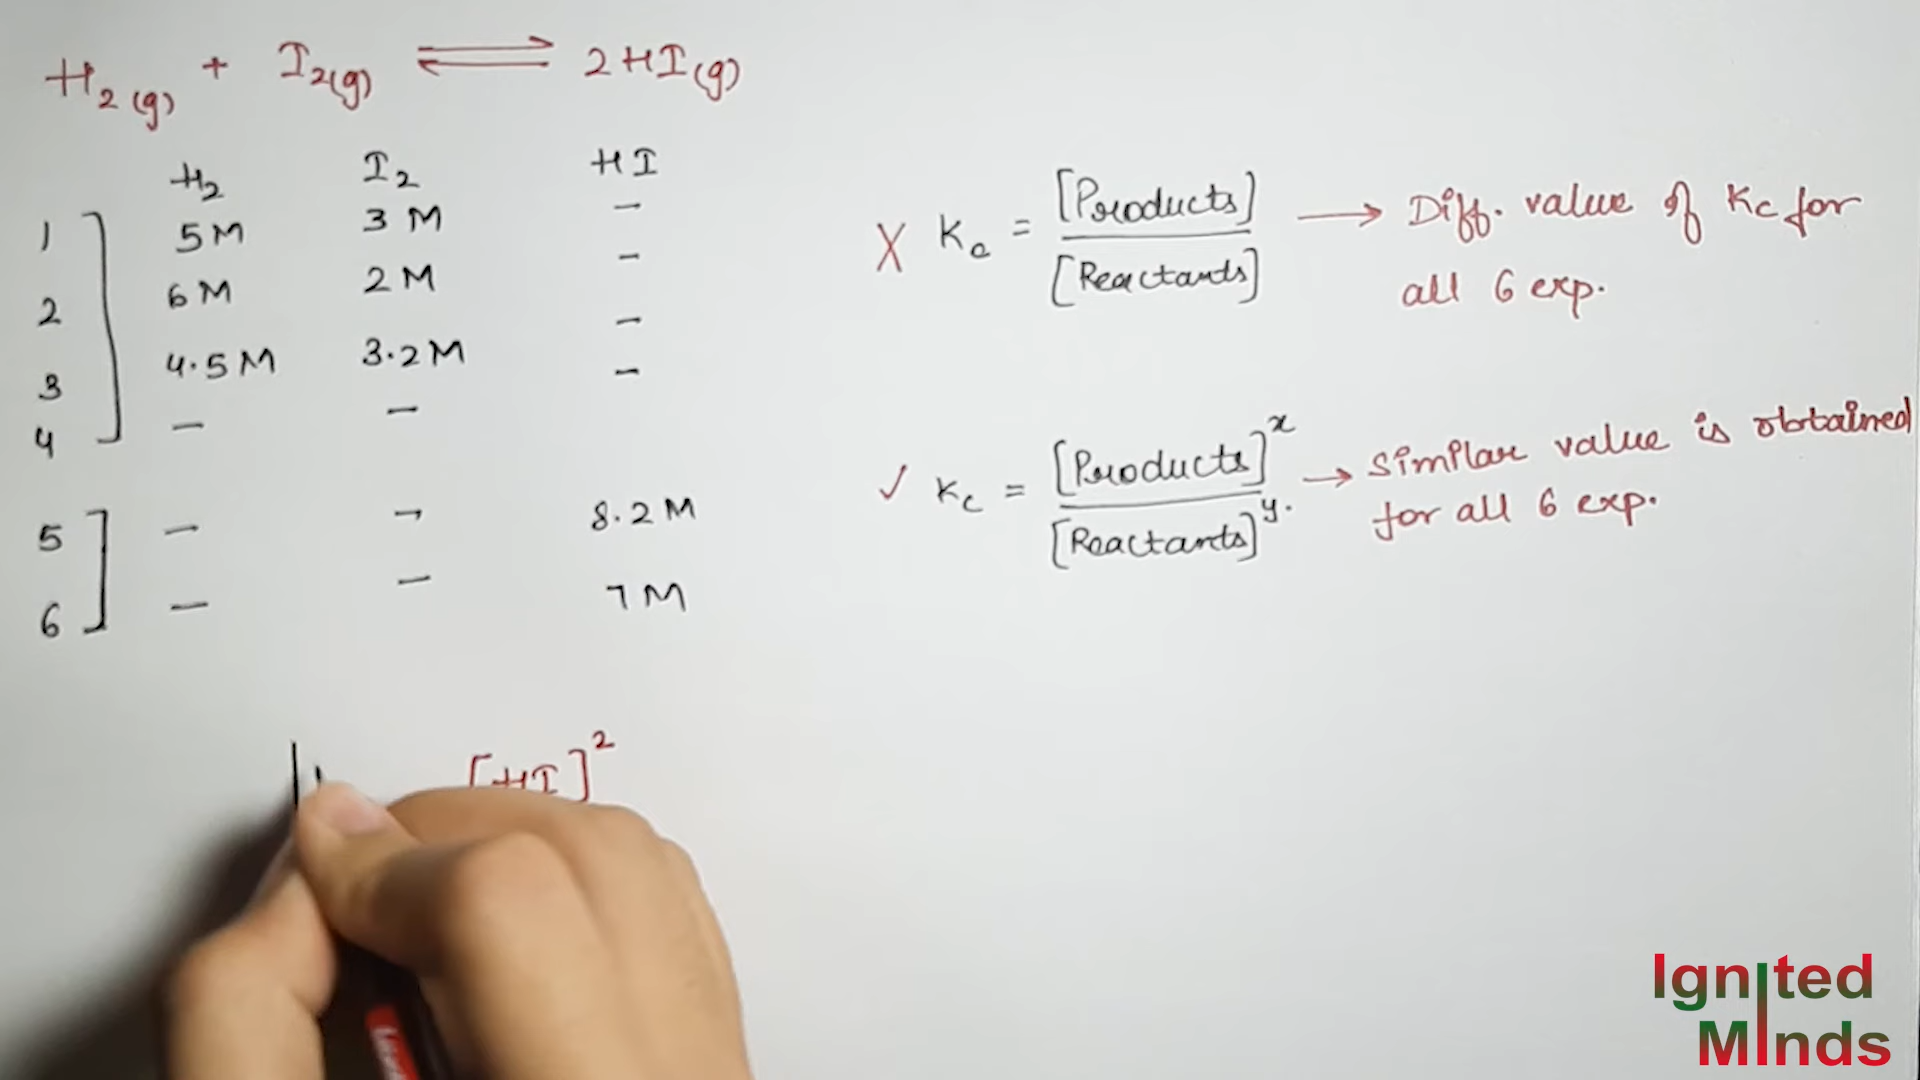 H2(g) + I2(g) ⇌ 2HI(g)
H2 I2 HI
1 5M 3M –
2 6M 2M –
3 4.5M 3.2M –
4 – – –
5 – – 8.2M
6 – – 7M
[HI]²
X Kc = [Products] / [Reactants] → Diff. value of Kc for
all 6 exp.
✓ Kc = [Products]ˣ / [Reactants]ʸ. → Similar value is obtained
for all 6 exp.
Ignited
Minds